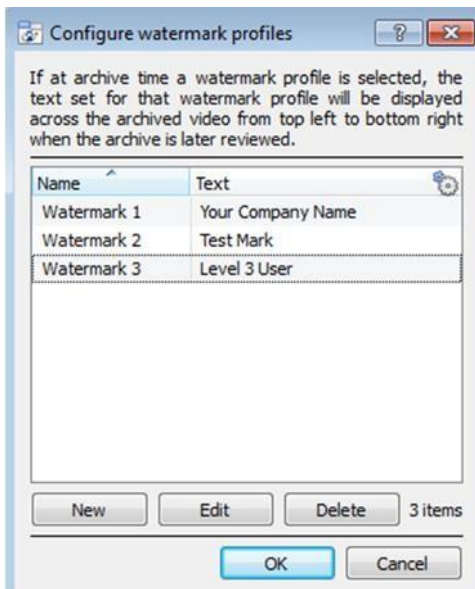 Configure watermark profiles
?
If at archive time a watermark profile is selected, the
text set for that watermark profile will be displayed
across the archived video from top left to bottom right
when the archive is later reviewed.
Name Text
Watermark 1 Your Company Name
Watermark 2 Test Mark
Watermark 3 Level 3 User
New Edit Delete 3 items
OK Cancel